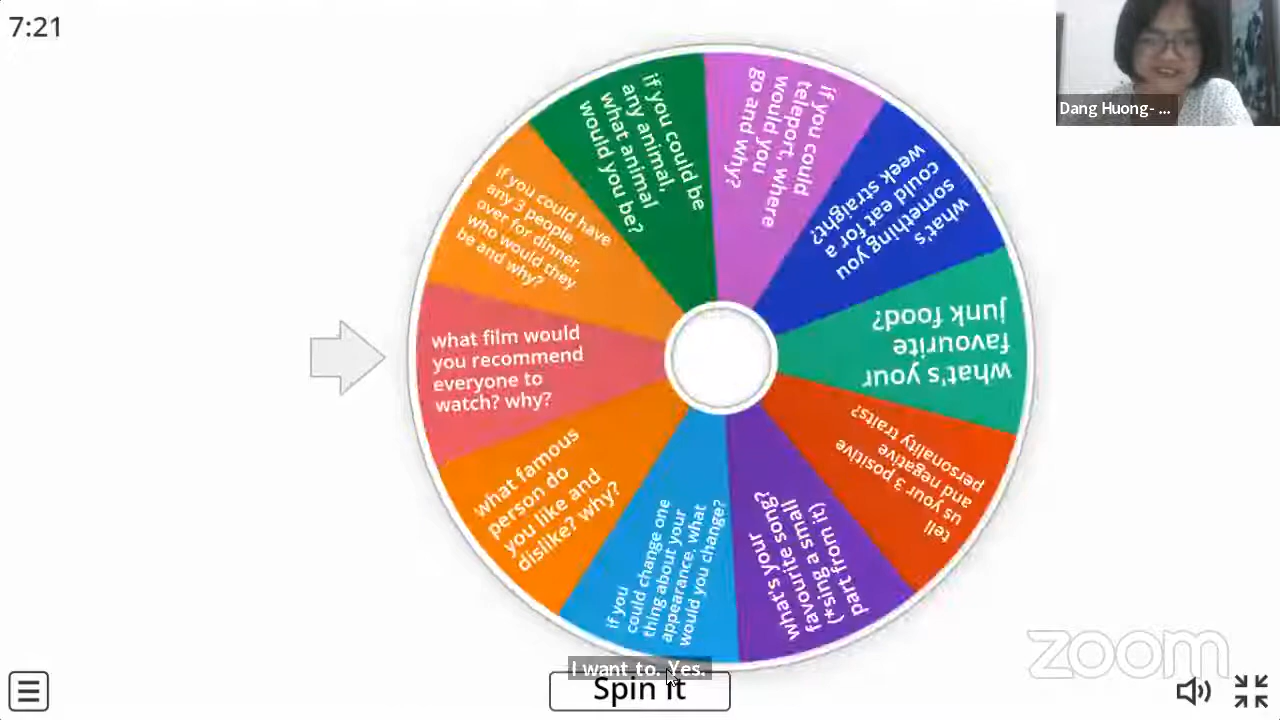 7:21
Dang Huong- ...
if you could be
any animal,
what animal
would you be?
if you could
teleport, where
would you
go and why?
what's
something you
could eat for a
week straight?
what's your
favourite
junk food?
tell
us your 3 positive
and negative
personality traits?
what's your
favourite song?
(*sing a small
part from it)
if you
could change one
thing about your
appearance, what
would you change?
what famous
person do
you like and
dislike? why?
what film would
you recommend
everyone to
watch? why?
if you could have
any 3 people
over for dinner,
who would they
be and why?
I want to. Yes.
Spin it
zoom